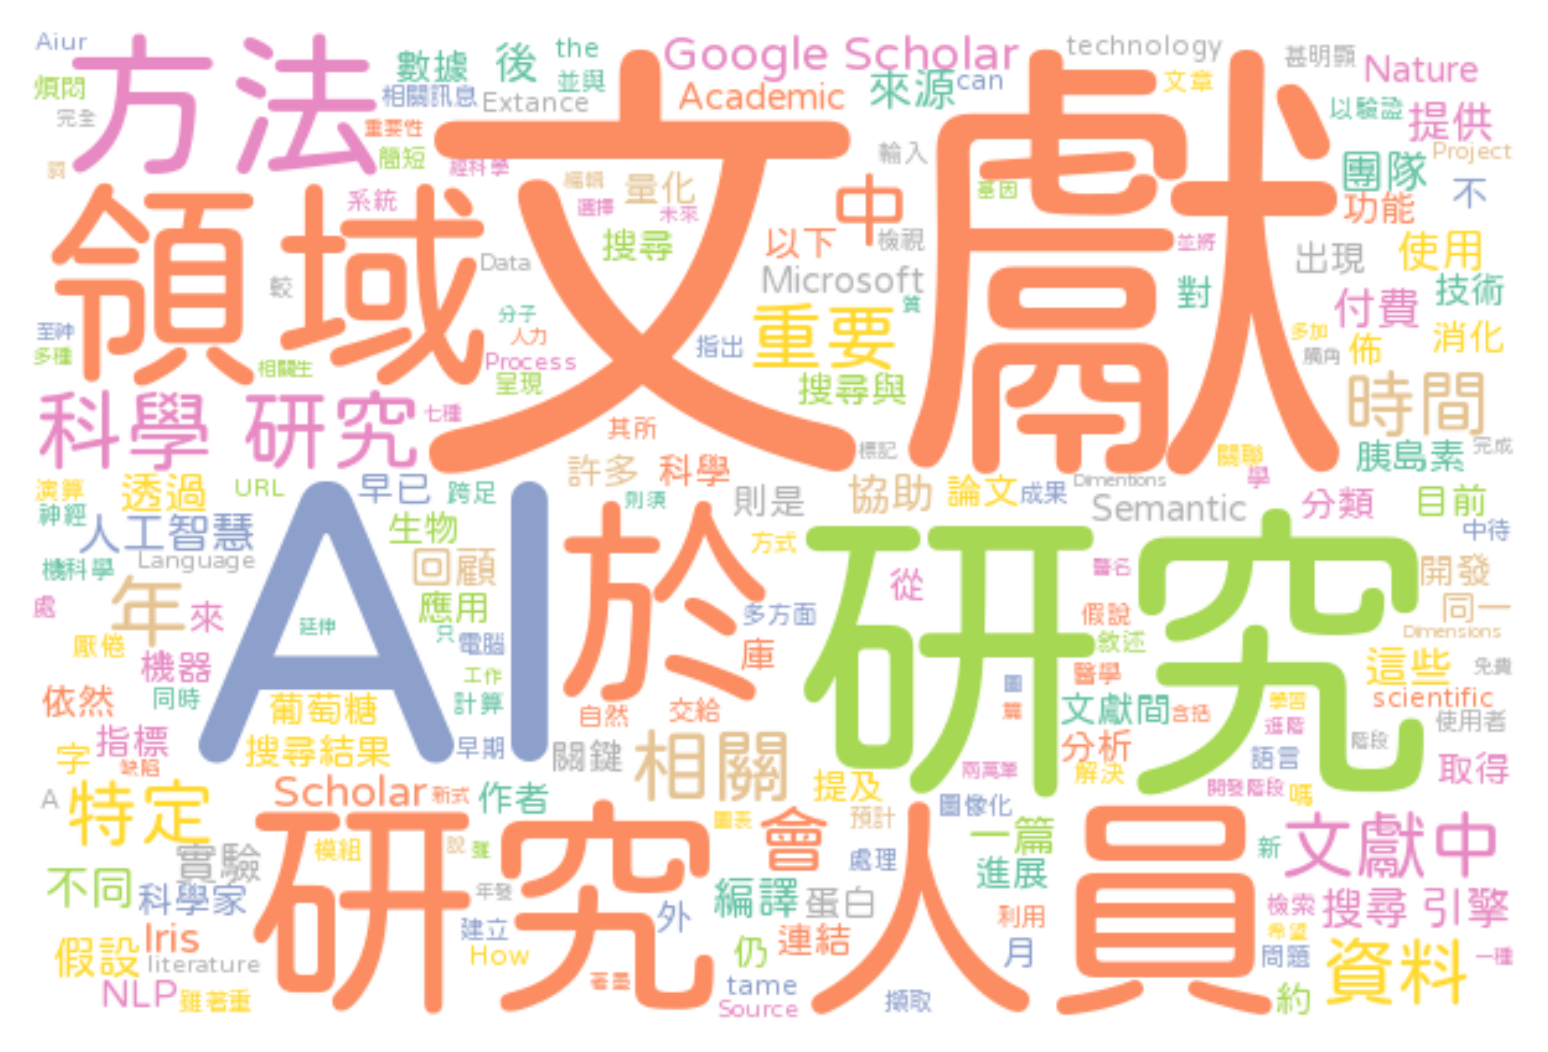 Aiur
方法
數據
後
the
Google Scholar
technology
甚明顯
Nature
煩悶
相關訊息
並與
Extance
Academic
來源
can
文章
以驗證
提供
完全
重要性
簡短
文獻
輸入
Project
詞
經科學
編輯
量化
基因
團隊
不
領域
系統
選擇
未來
中
功能
搜尋
以下
檢視
並將
出現
使用
Data
較
Microsoft
對
技術
質
付費
至神
分子
人力
指出
重要
多加
消化
多種
相關生
Process
呈現
觸角
佈
搜尋與
時間
科學 研究
七種
其所
標記
關聯
胰島素
完成
許多
科學
學
演算
透過
URL
早已
跨足
則須
則是
協助
論文
成果
Dimentions
Semantic
分類
目前
神經
人工智慧
AI
生物
於
方式
研究
中待
機科學
Language
回顧
從
醫名
開發
處
年
來
延伸
應用
多方面
假說
同一
只
電腦
敘述
Dimensions
厭倦
機器
庫
工作
醫學
這些
免費
依然
同時
葡萄糖
計算
自然
交給
圖
篇
文獻間
含括
學習
scientific
進階
使用者
字
指標
搜尋結果
早期
關鍵
相關
分析
語言
階段
缺陷
兩萬筆
解決
取得
A
特定
Scholar
新式
作者
提及
圖像化
開發階段
嗎
研究人員
圖表
會
預計
一篇
新
文獻中
實驗
模組
說
處理
進展
不同
科學家
年發
編譯
蛋白
檢索
搜尋 引擎
假設
Iris
建立
外
利用
希望
literature
How
仍
連結
月
問題
資料
一種
NLP
雖著重
著墨
tame
Source
擷取
約